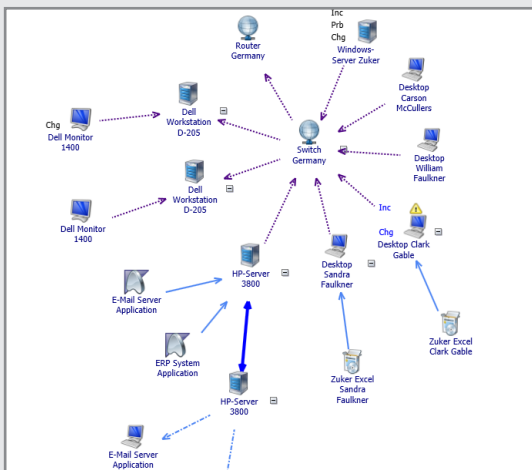 Inc
Prb
Chg
Router
Germany
Windows-
Server Zuker
Desktop
Carson
McCullers
Dell
Workstation
D-205
Chg
Dell Monitor
1400
Switch
Germany
Desktop
William
Faulkner
Dell
Workstation
D-205
Dell Monitor
1400
Inc
Chg
Desktop Clark
Gable
HP-Server
3800
Desktop
Sandra
Faulkner
E-Mail Server
Application
Zuker Excel
Clark Gable
ERP System
Application
Zuker Excel
Sandra
Faulkner
HP-Server
3800
E-Mail Server
Application